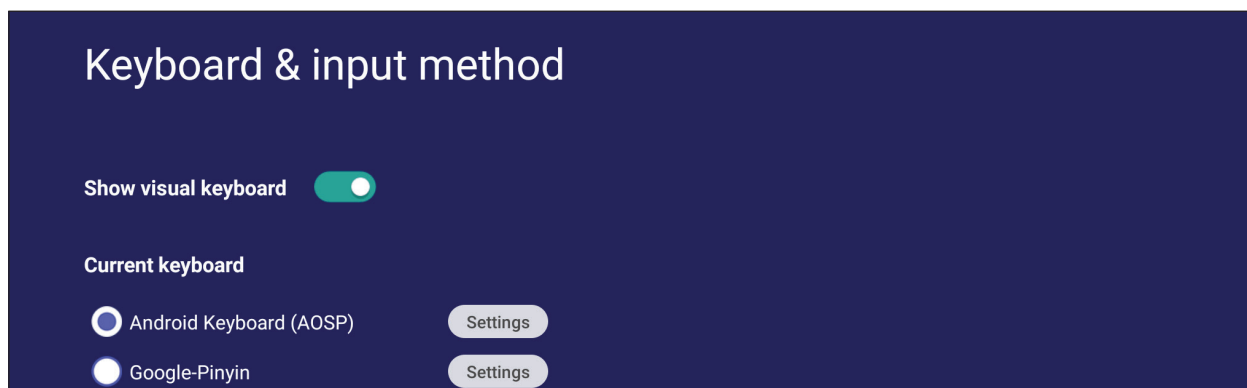 Keyboard & input method
Show visual keyboard
Current keyboard
Android Keyboard (AOSP) Settings
Google-Pinyin Settings